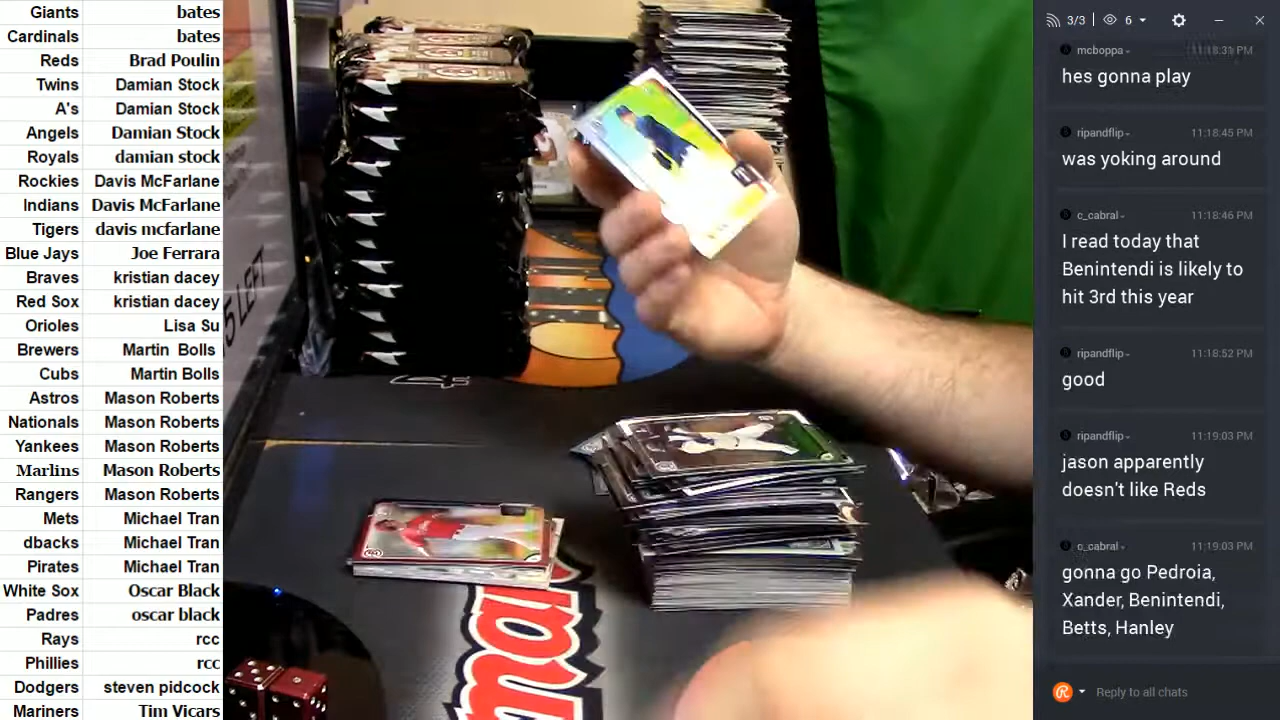 Giants bates
Cardinals bates
Reds Brad Poulin
Twins Damian Stock
A's Damian Stock
Angels Damian Stock
Royals damian stock
Rockies Davis McFarlane
Indians Davis McFarlane
Tigers davis mcfarlane
Blue Jays Joe Ferrara
Braves kristian dacey
Red Sox kristian dacey
Orioles Lisa Su
Brewers Martin Bolls
Cubs Martin Bolls
Astros Mason Roberts
Nationals Mason Roberts
Yankees Mason Roberts
Marlins Mason Roberts
Rangers Mason Roberts
Mets Michael Tran
dbacks Michael Tran
Pirates Michael Tran
White Sox Oscar Black
Padres oscar black
Rays rcc
Phillies rcc
Dodgers steven pidcock
Mariners Tim Vicars
LEFT
3/3 6
mcboppa 11:18:31 PM
hes gonna play
ripandflip 11:18:45 PM
was yoking around
c_cabral 11:18:46 PM
I read today that
Benintendi is likely to
hit 3rd this year
ripandflip 11:18:52 PM
good
ripandflip 11:19:03 PM
jason apparently
doesn't like Reds
c_cabral 11:19:03 PM
gonna go Pedroia,
Xander, Benintendi,
Betts, Hanley
Reply to all chats